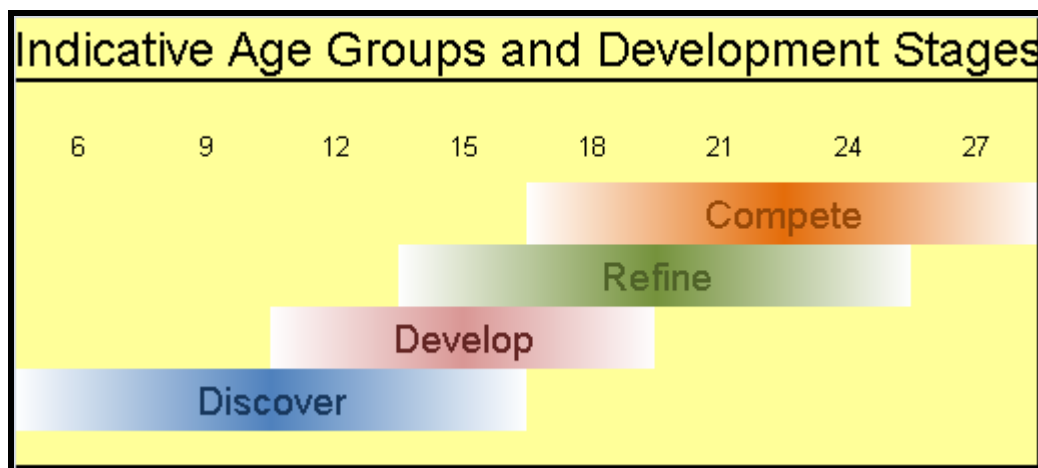 Indicative Age Groups and Development Stages
6 9 12 15 18 21 24 27
Compete
Refine
Develop
Discover